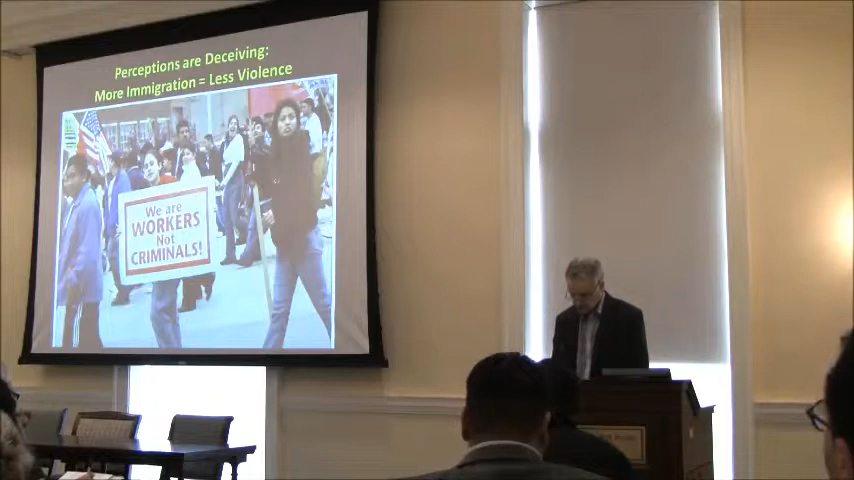 Perceptions are Deceiving:
More Immigration = Less Violence
We are
WORKERS
Not
CRIMINALS!